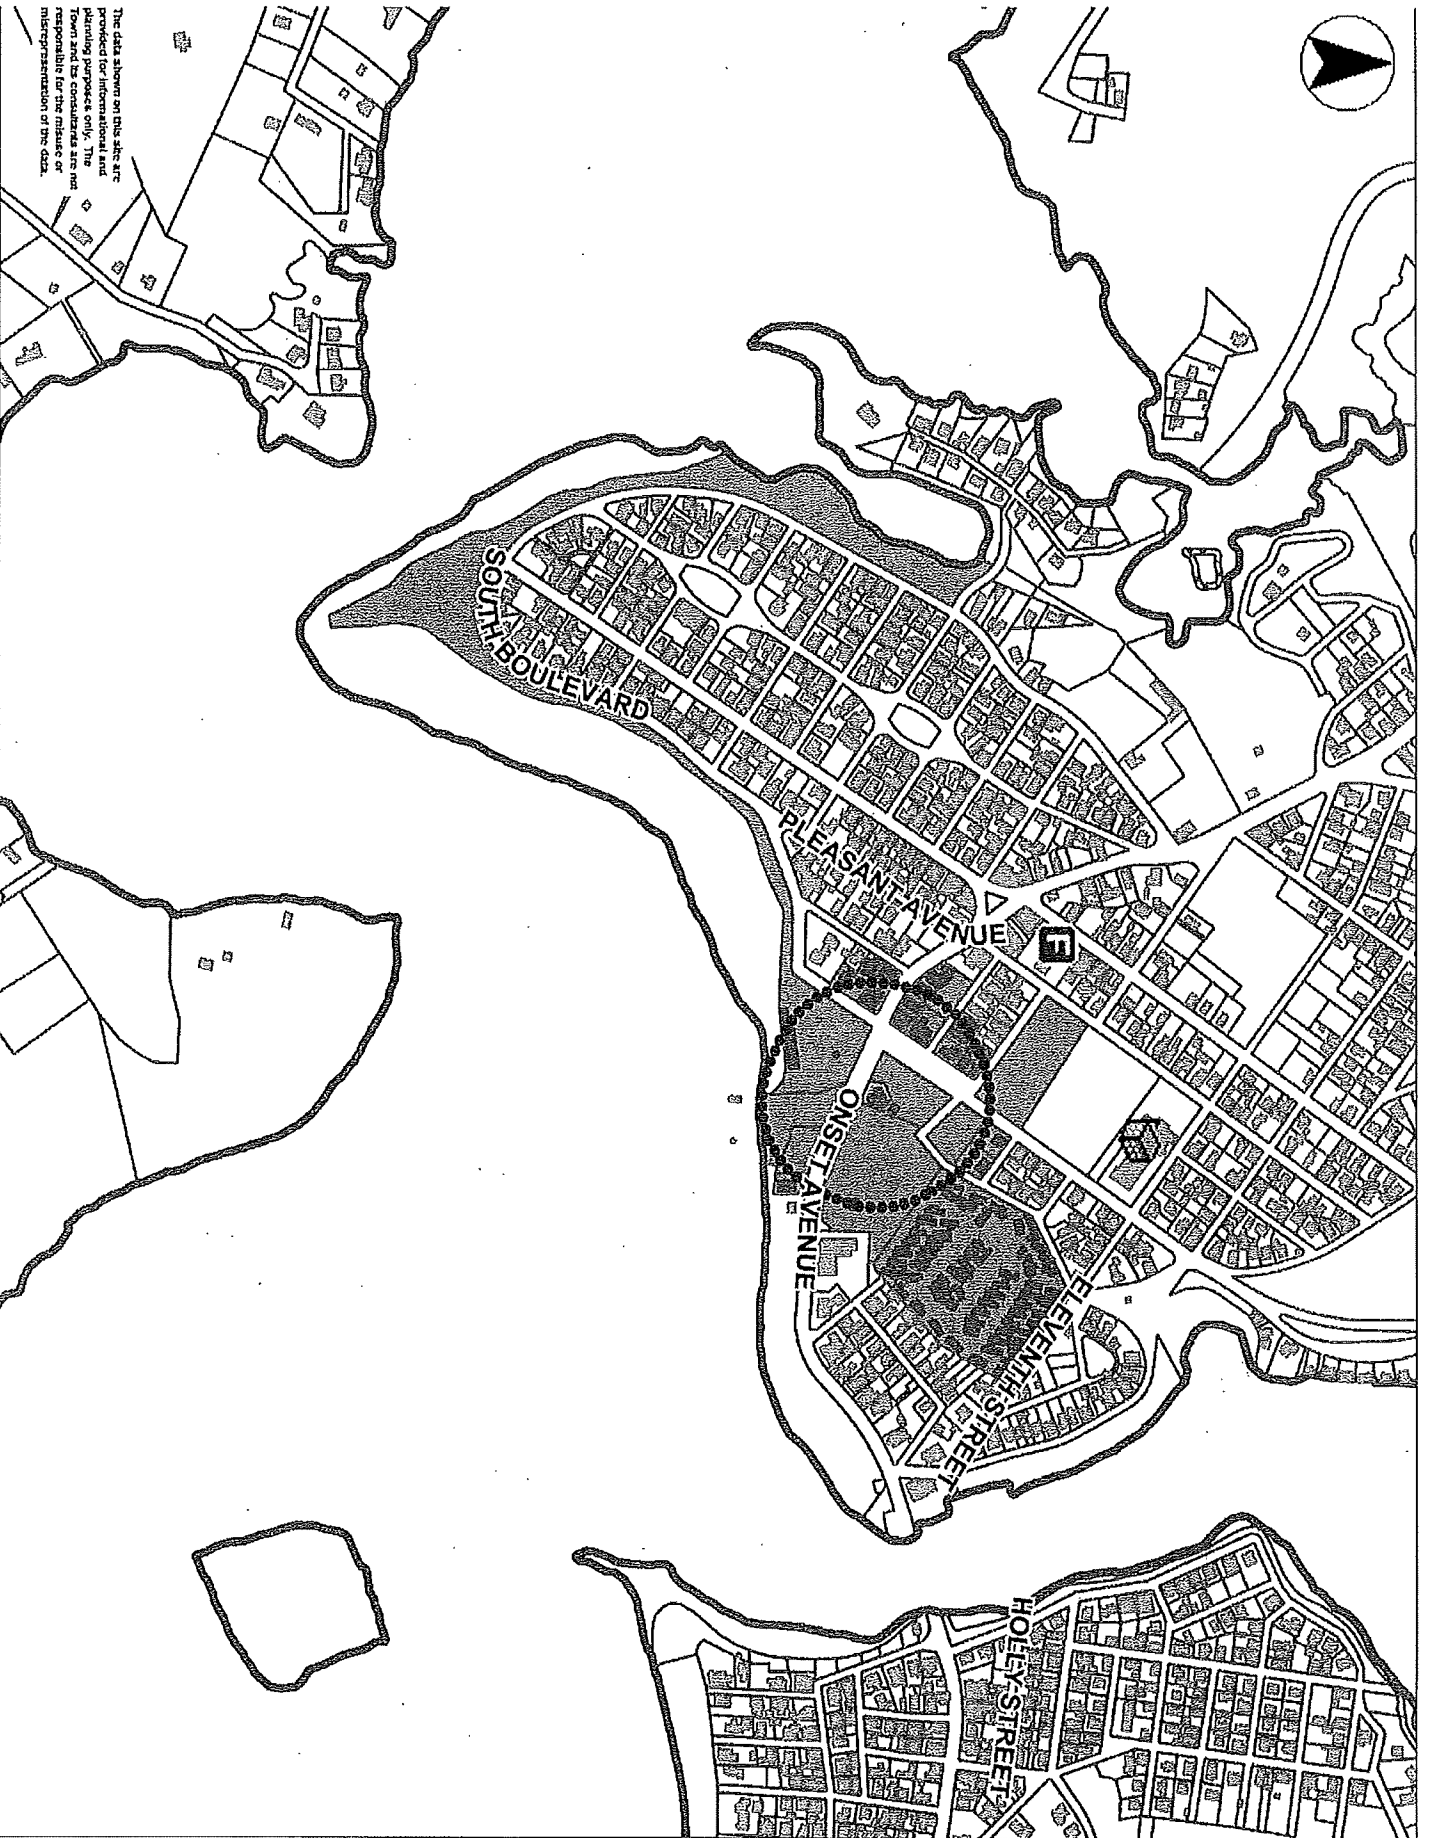 The data shown on this site are
provided for informational and
planning purposes only. The
Town and its consultants are not
responsible for the misuse or
misrepresentation of the data.
SOUTH BOULEVARD
PLEASANT AVENUE
F
ONSET AVENUE
ELEVENTH STREET
HOLLY STREET